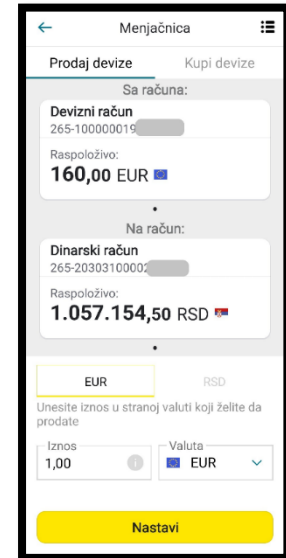 Menjačnica
Prodaj devize Kupi devize
Sa računa:
Devizni račun
265-100000019
Raspoloživo:
160,00 EUR
Na račun:
Dinarski račun
265-20303100002
Raspoloživo:
1.057.154,50 RSD
EUR RSD
Unesite iznos u stranoj valuti koji želite da
prodate
Iznos Valuta
1,00 EUR
Nastavi